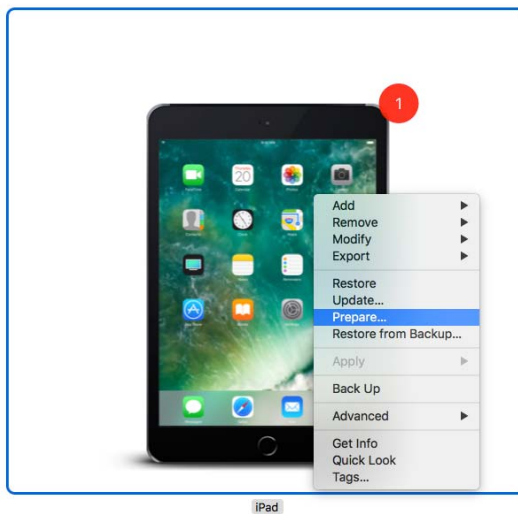 1
20
Add
Remove
Modify
Export
Restore
Update...
Prepare...
Restore from Backup...
Apply
Back Up
Advanced
Get Info
Quick Look
Tags...
iPad